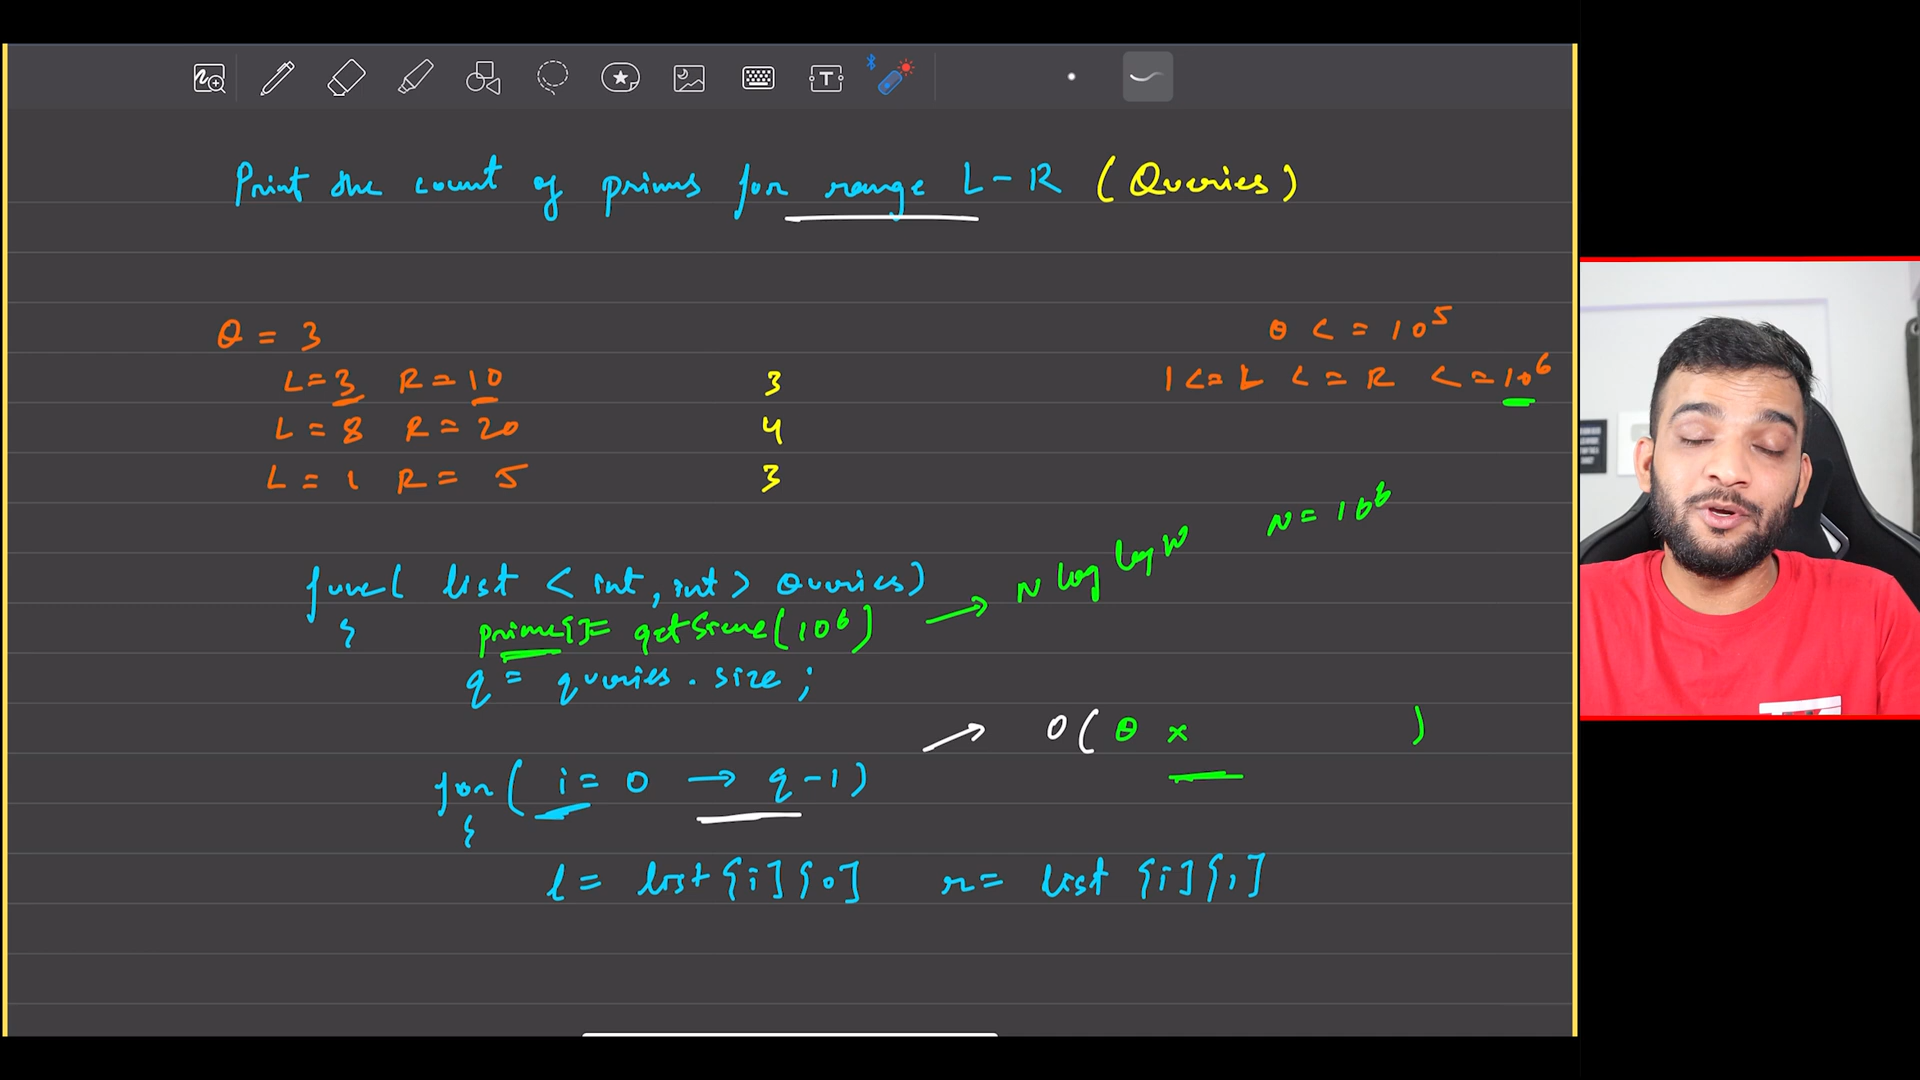 Print the count of primes for range L-R (Queries)
Q = 3
Q <= 10^5
L=3 R=10 3
1<=L <= R <= 10^6
L = 8 R = 20 4
L = 1 R = 5 3
N = 10^6
N log log N
func( list <int, int> Queries)
{
prime[] = getSieve(10^6)
q = queries.size;
O(Q x )
for( i = 0 → q-1)
{
l = list[i][0] r = list[i][1]